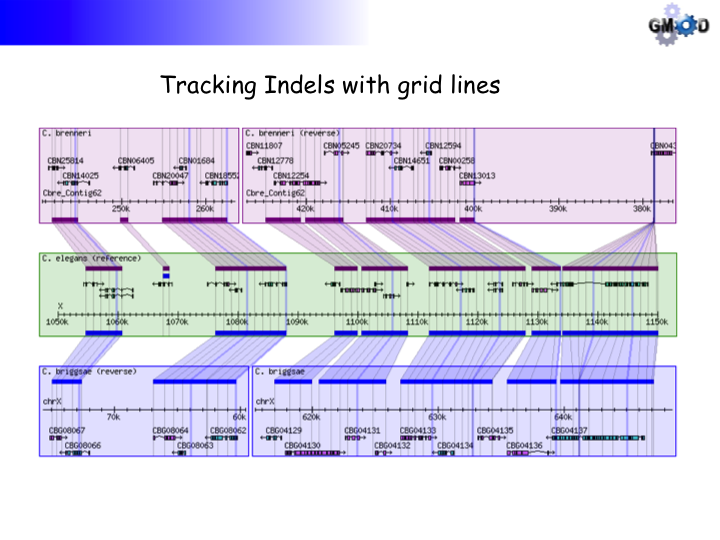 GMOD
Tracking Indels with grid lines
C. brenneri
CBN25814 CBN06405 CBN01684
CBN14025 CBN20047 CBN1855
Cbre_Contig62
250k 260k
C. brenneri (reverse)
CBN11807 CBN05245 CBN20734 CBN12594 CBN04
CBN12778 CBN14651 CBN00258
CBN12254 CBN13013
Cbre_Contig62
420k 410k 400k 390k 380k
C. elegans (reference)
X
1050k 1060k 1070k 1080k 1090k 1100k 1110k 1120k 1130k 1140k 1150k
C. briggsae (reverse)
chrX
70k 60k
CBG08067 CBG08064 CBG08062
CBG08066 CBG08063
C. briggsae
chrX
620k 630k 640k
CBG04129 CBG04131 CBG04133 CBG04135 CBG04137
CBG04130 CBG04132 CBG04134 CBG04136